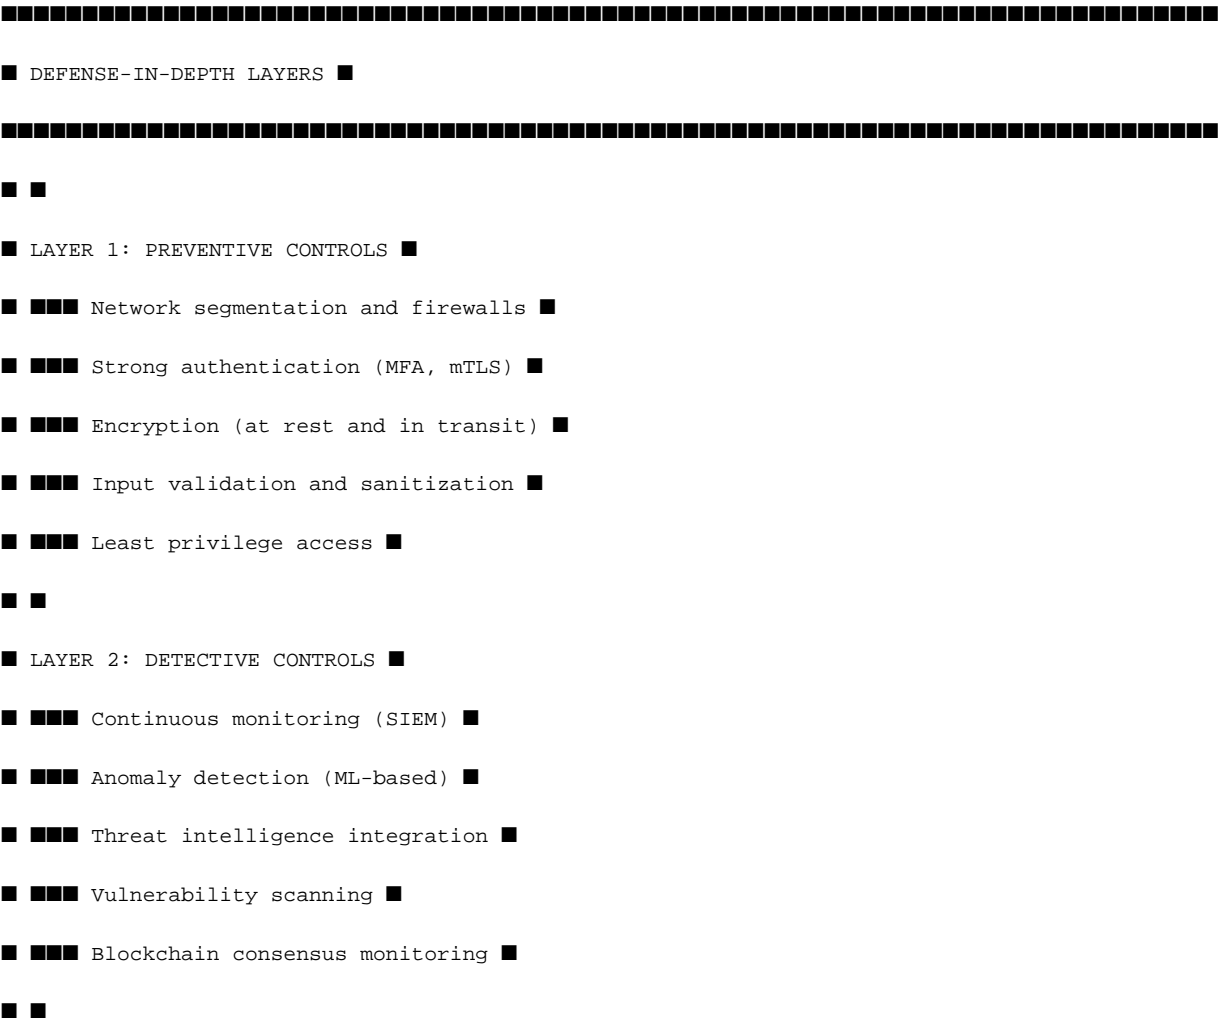 ■■■■■■■■■■■■■■■■■■■■■■■■■■■■■■■■■■■■■■■■■■■■■■■■■■■■■■■■■■■■■■■■■■■■■■■■■■■
■ DEFENSE-IN-DEPTH LAYERS ■
■■■■■■■■■■■■■■■■■■■■■■■■■■■■■■■■■■■■■■■■■■■■■■■■■■■■■■■■■■■■■■■■■■■■■■■■■■■
■ ■
■ LAYER 1: PREVENTIVE CONTROLS ■
■ ■■■ Network segmentation and firewalls ■
■ ■■■ Strong authentication (MFA, mTLS) ■
■ ■■■ Encryption (at rest and in transit) ■
■ ■■■ Input validation and sanitization ■
■ ■■■ Least privilege access ■
■ ■
■ LAYER 2: DETECTIVE CONTROLS ■
■ ■■■ Continuous monitoring (SIEM) ■
■ ■■■ Anomaly detection (ML-based) ■
■ ■■■ Threat intelligence integration ■
■ ■■■ Vulnerability scanning ■
■ ■■■ Blockchain consensus monitoring ■
■ ■